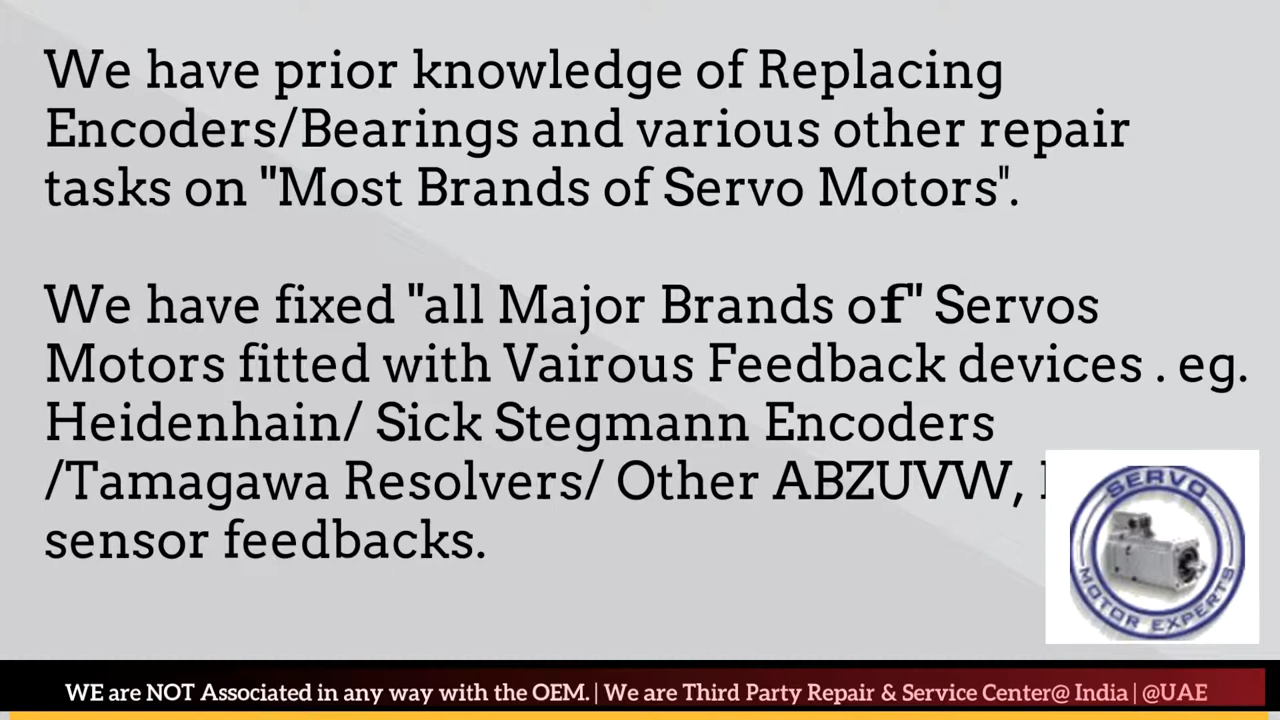 We have prior knowledge of Replacing
Encoders/Bearings and various other repair
tasks on "Most Brands of Servo Motors".
We have fixed "all Major Brands of" Servos
Motors fitted with Vairous Feedback devices . eg.
Heidenhain/ Sick Stegmann Encoders
/Tamagawa Resolvers/ Other ABZUVW,
sensor feedbacks.
SERVO
MOTOR EXPERTS
WE are NOT Associated in any way with the OEM. | We are Third Party Repair & Service Center@ India | @UAE